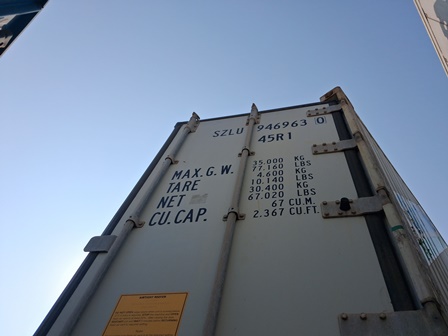 SZLU 946963 0
45R1
MAX.G.W. 35.000 KG
77.160 LBS
TARE 4.600 KG
10.140 LBS
NET 30.400 KG
67.020 LBS
CU.CAP. 67 CU.M.
2.367 CU.FT.